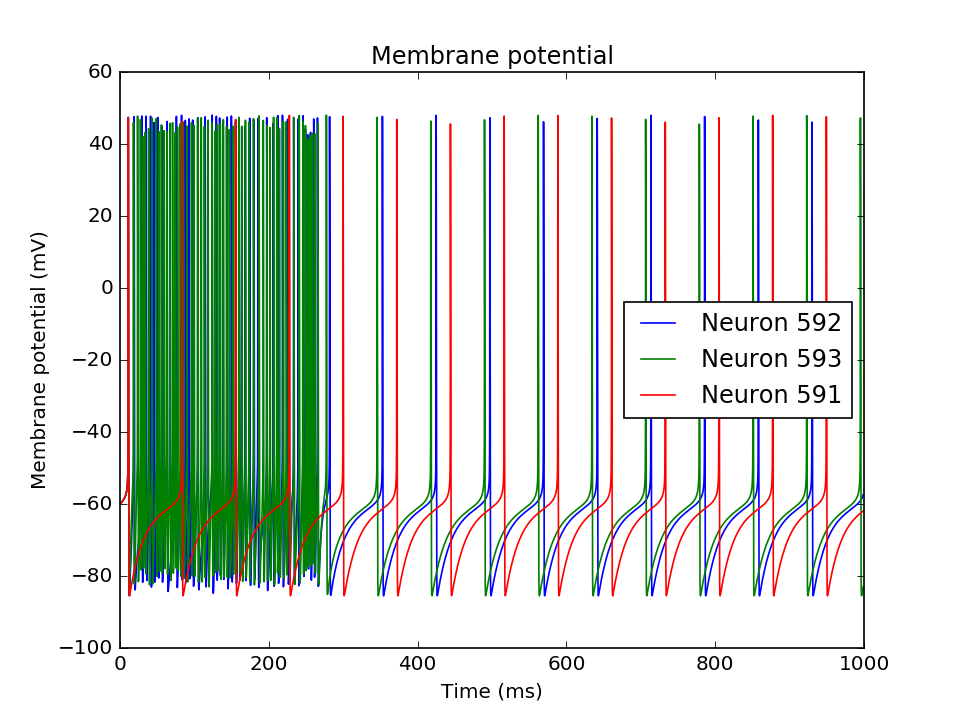 Membrane potential
60
40
20
0
−20
−40
−60
−80
−100
Membrane potential (mV)
Neuron 592
Neuron 593
Neuron 591
0 200 400 600 800 1000
Time (ms)